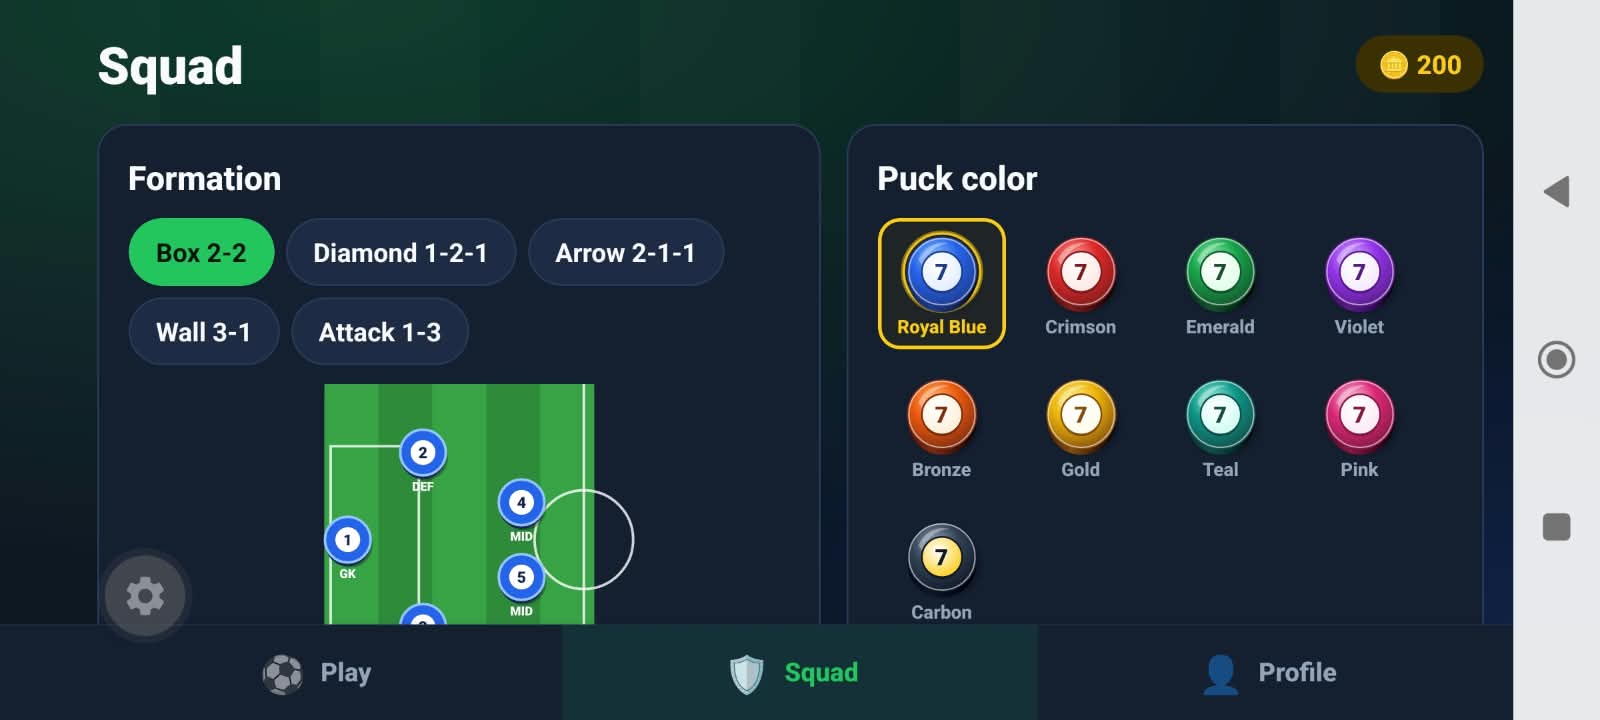 Squad
200
Formation
Box 2-2
Diamond 1-2-1
Arrow 2-1-1
Wall 3-1
Attack 1-3
2
DEF
4
MID
1
GK
5
MID
Puck color
7
7
7
7
Royal Blue
Crimson
Emerald
Violet
7
7
7
7
Bronze
Gold
Teal
Pink
7
Carbon
Play
Squad
Profile